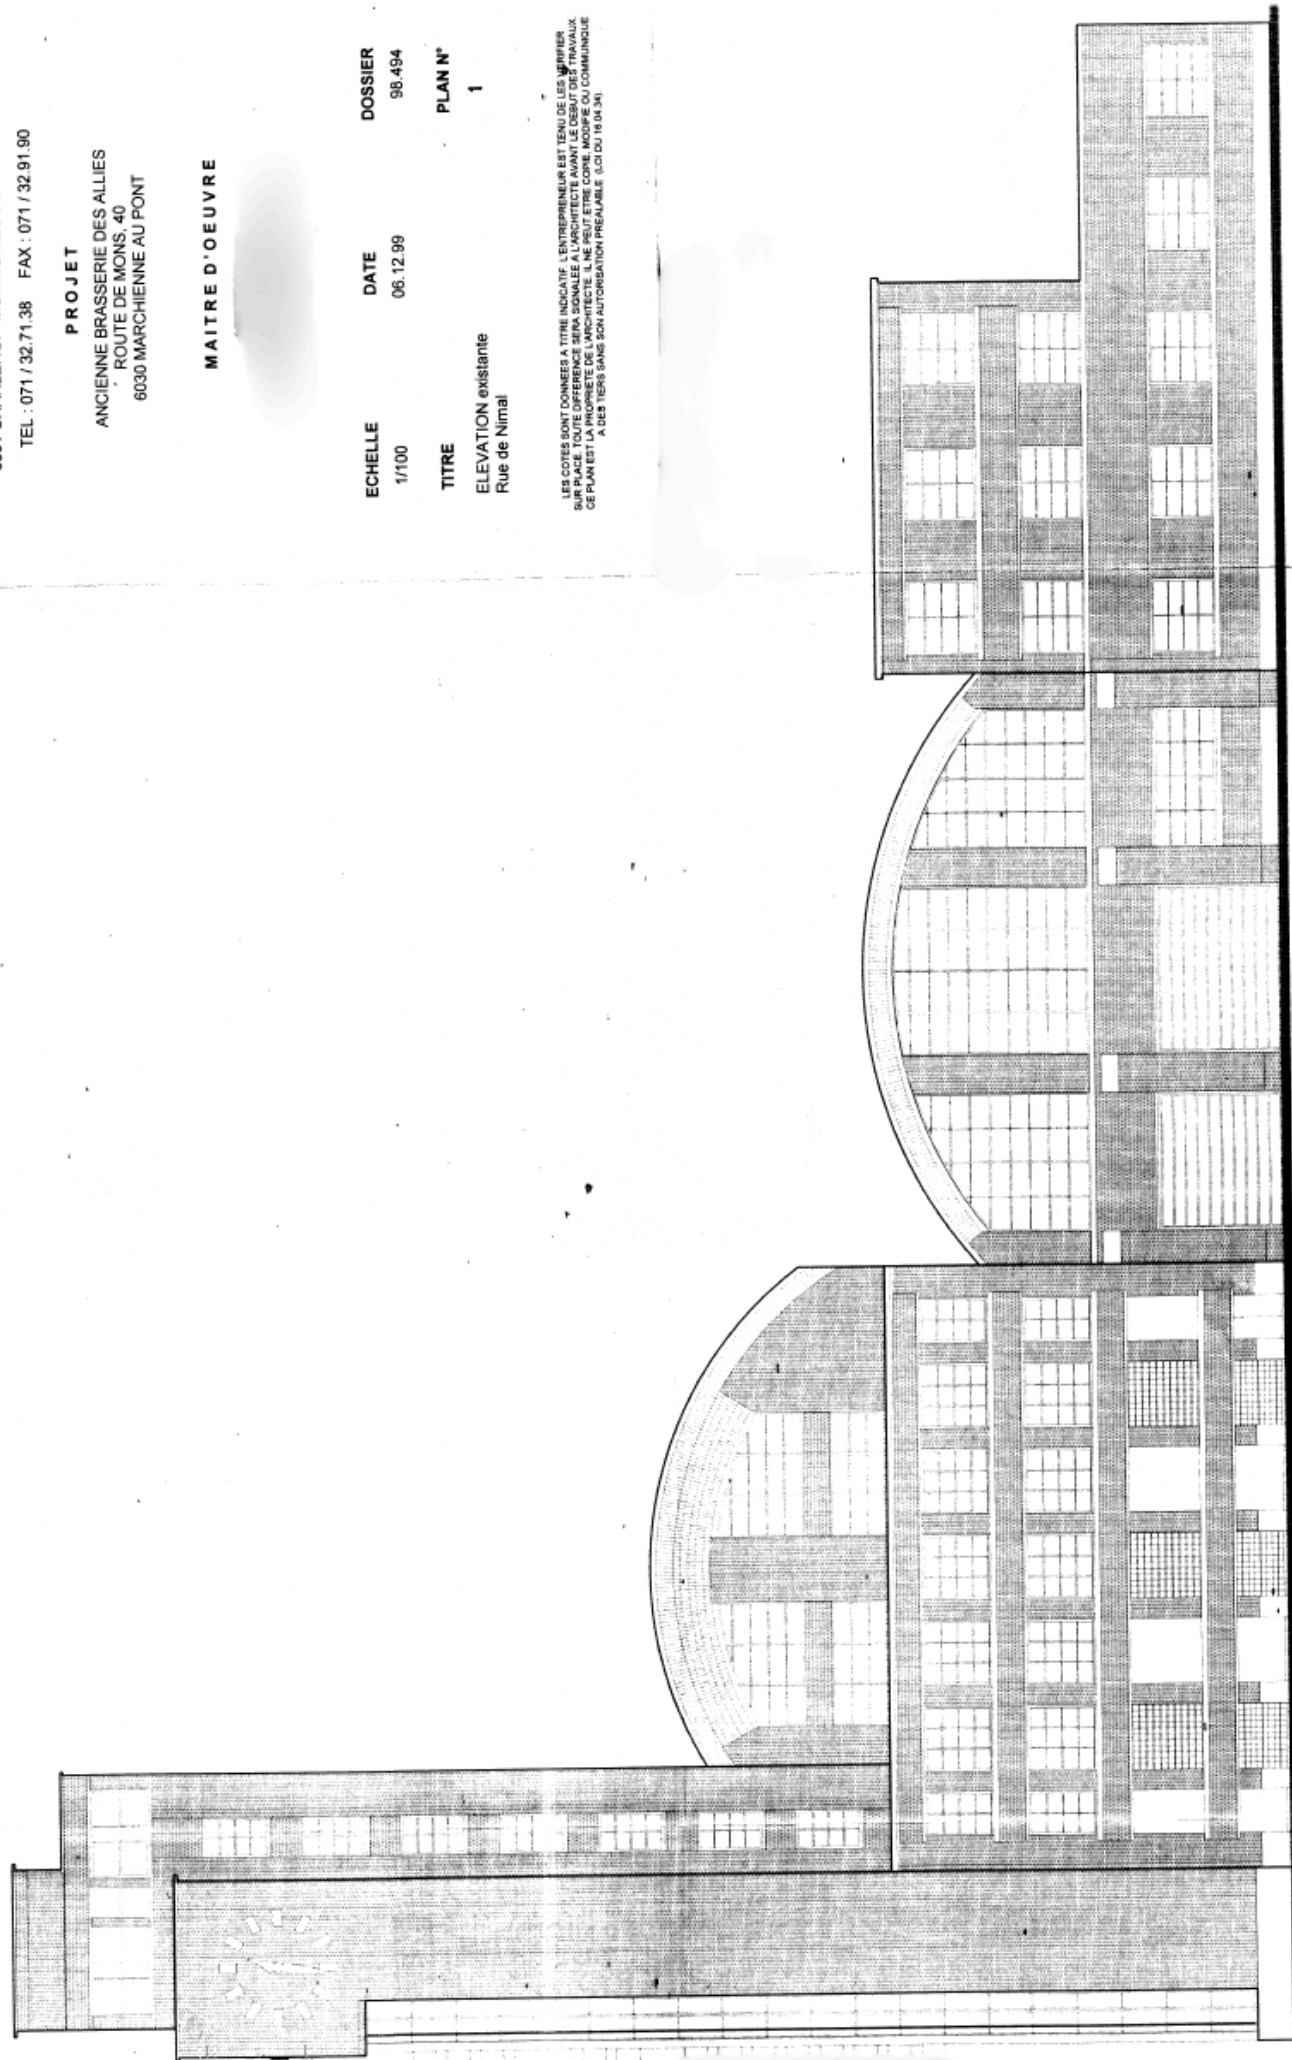 TEL : 071 / 32.71.38 FAX : 071 / 32.91.90
PROJET
ANCIENNE BRASSERIE DES ALLIES
ROUTE DE MONS, 40
6030 MARCHIENNE AU PONT
MAITRE D'OEUVRE
ECHELLE DATE DOSSIER
1/100 06.12.99 98.494
TITRE PLAN N°
1
ELEVATION existante
Rue de Nimal
LES COTES SONT DONNEES A TITRE INDICATIF. L'ENTREPRENEUR EST TENU DE LES VERIFIER
SUR PLACE. TOUTE DIFFERENCE SERA SIGNALEE A L'ARCHITECTE AVANT LE DEBUT DES TRAVAUX.
CE PLAN EST LA PROPRIETE DE L'ARCHITECTE. IL NE PEUT ETRE COPIE, MODIFIE OU COMMUNIQUE
A DES TIERS SANS SON AUTORISATION PREALABLE (LOI DU 16.04.34).